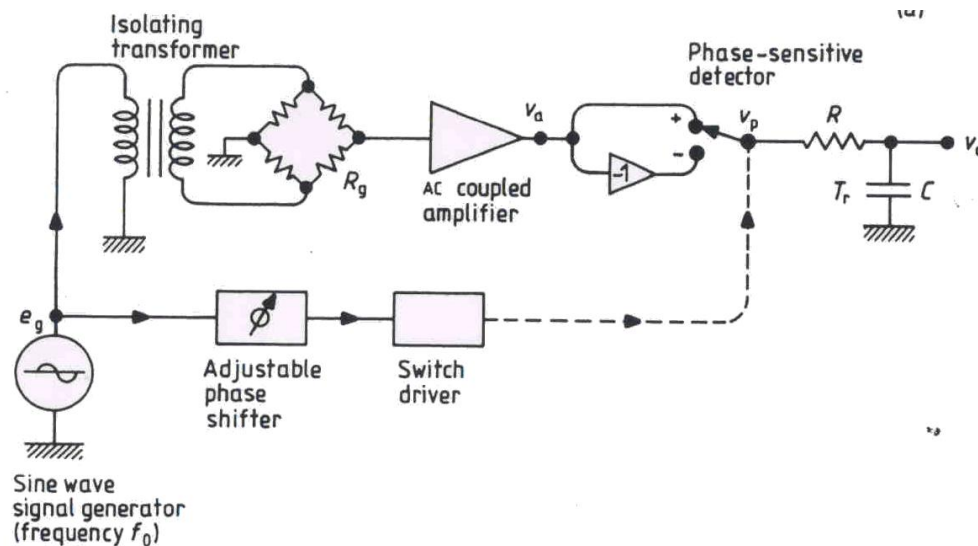 Isolating
transformer
Phase-sensitive
detector
R_g
AC coupled
amplifier
v_a
+
-
-1
v_p
R
T_r
C
e_g
ϕ
Adjustable
phase
shifter
Switch
driver
Sine wave
signal generator
(frequency f_0)